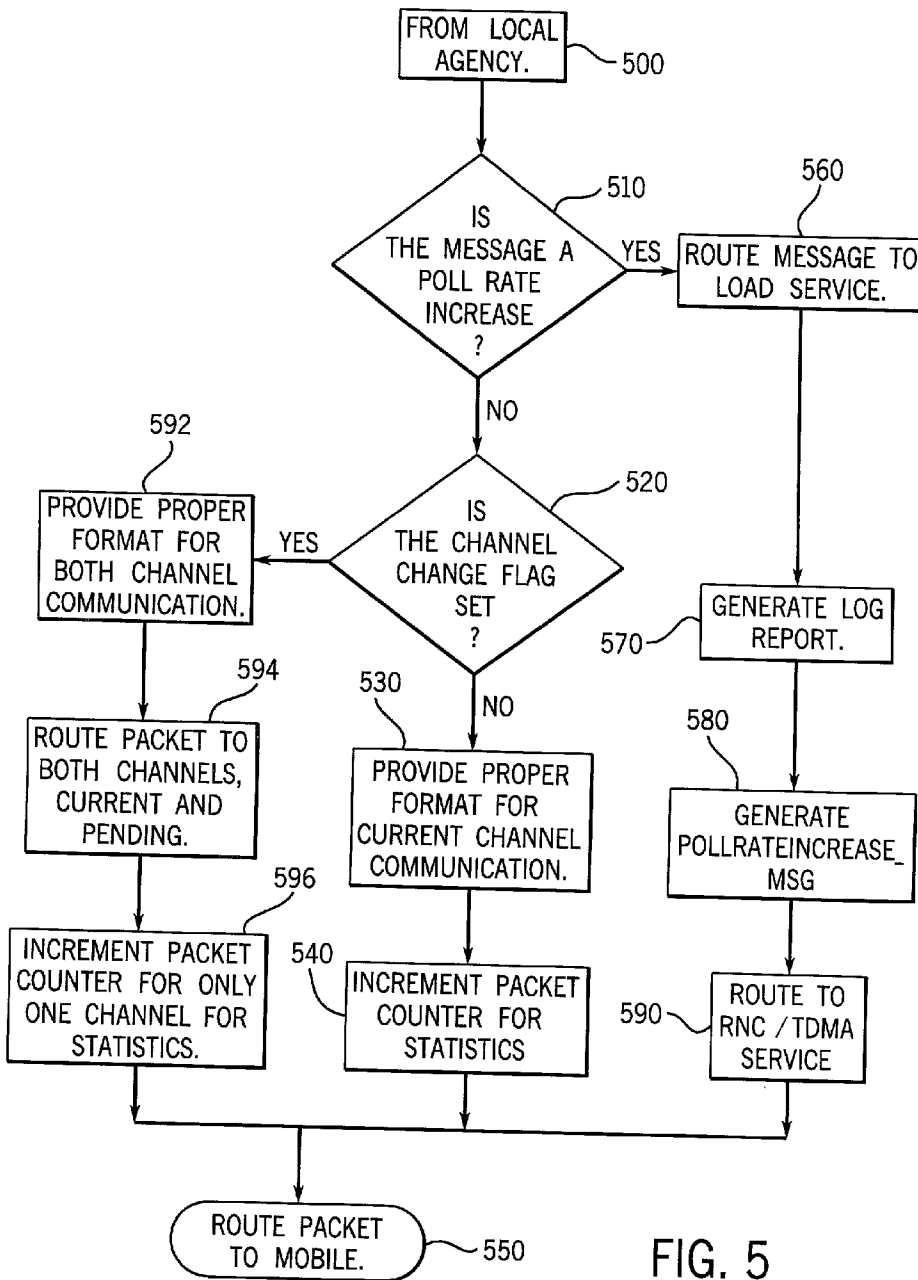 FROM LOCAL
AGENCY.
500
510
IS
THE MESSAGE A
POLL RATE
INCREASE
?
YES
560
ROUTE MESSAGE TO
LOAD SERVICE.
NO
592
PROVIDE PROPER
FORMAT FOR
BOTH CHANNEL
COMMUNICATION.
YES
520
IS
THE CHANNEL
CHANGE FLAG
SET
?
GENERATE LOG
REPORT.
570
594
ROUTE PACKET TO
BOTH CHANNELS,
CURRENT AND
PENDING.
NO
530
PROVIDE PROPER
FORMAT FOR
CURRENT CHANNEL
COMMUNICATION.
580
GENERATE
POLLRATEINCREASE_
MSG
596
INCREMENT PACKET
COUNTER FOR ONLY
ONE CHANNEL FOR
STATISTICS.
540
INCREMENT PACKET
COUNTER FOR
STATISTICS
590
ROUTE TO
RNC / TDMA
SERVICE
ROUTE PACKET
TO MOBILE.
550
FIG. 5